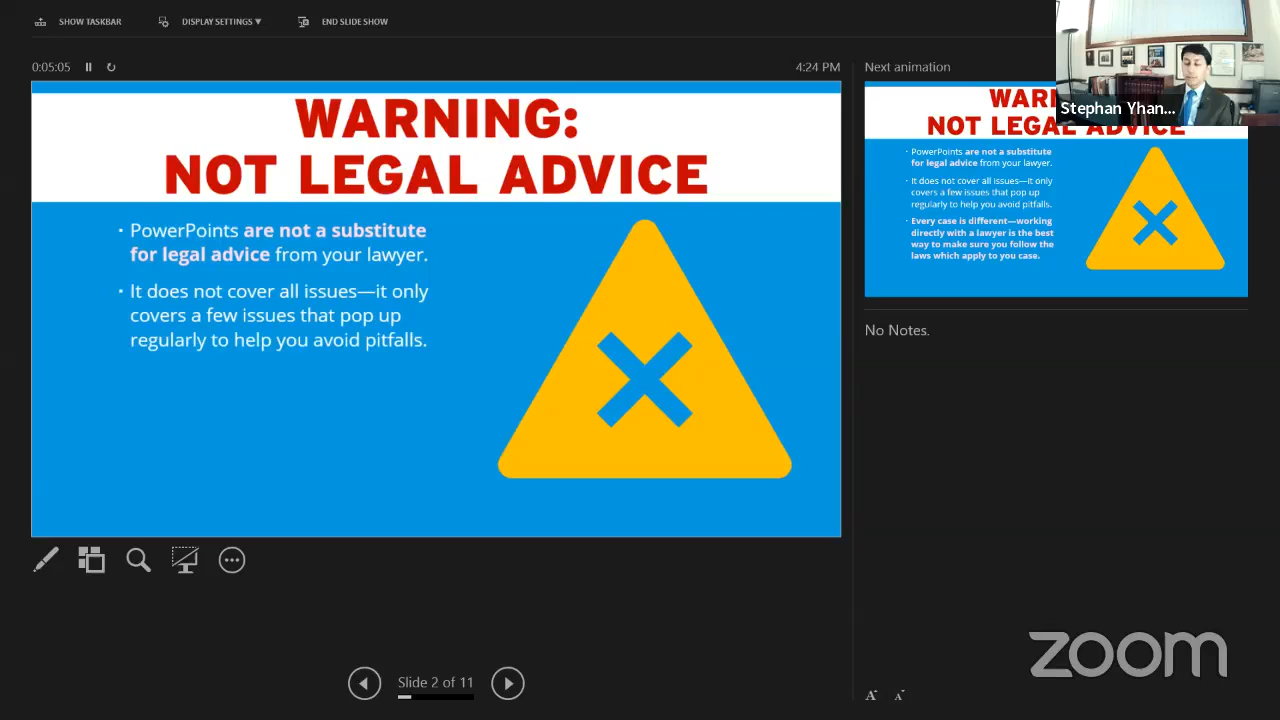 SHOW TASKBAR
DISPLAY SETTINGS ▼
END SLIDE SHOW
0:05:05
4:24 PM
WARNING:
NOT LEGAL ADVICE
· PowerPoints are not a substitute
for legal advice from your lawyer.
· It does not cover all issues—it only
covers a few issues that pop up
regularly to help you avoid pitfalls.
Slide 2 of 11
Next animation
Stephan Yhan...
WAR
NOT LEGAL ADVICE
· PowerPoints are not a substitute
for legal advice from your lawyer.
· It does not cover all issues—it only
covers a few issues that pop up
regularly to help you avoid pitfalls.
· Every case is different—working
directly with a lawyer is the best
way to make sure you follow the
laws which apply to you case.
No Notes.
A A
zoom